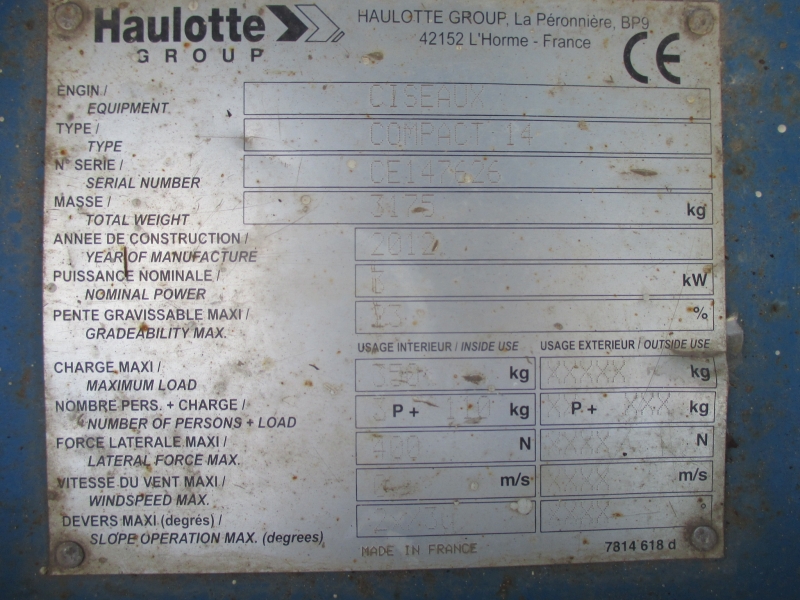 Haulotte
GROUP
HAULOTTE GROUP, La Péronnière, BP9
42152 L'Horme - France
CE
ENGIN /
EQUIPMENT
CISEAUX
TYPE /
TYPE
COMPACT 14
N° SERIE /
SERIAL NUMBER
CE147626
MASSE /
TOTAL WEIGHT
3175 kg
ANNEE DE CONSTRUCTION /
YEAR OF MANUFACTURE
2012
PUISSANCE NOMINALE /
NOMINAL POWER
kW
PENTE GRAVISSABLE MAXI /
GRADEABILITY MAX.
%
USAGE INTERIEUR / INSIDE USE USAGE EXTERIEUR / OUTSIDE USE
CHARGE MAXI /
MAXIMUM LOAD
350 kg XXXXX kg
NOMBRE PERS. + CHARGE /
NUMBER OF PERSONS + LOAD
P + kg P + XXX kg
FORCE LATERALE MAXI /
LATERAL FORCE MAX.
400 N N
VITESSE DU VENT MAXI /
WINDSPEED MAX.
m/s m/s
DEVERS MAXI (degrés) /
SLOPE OPERATION MAX. (degrees)
°
MADE IN FRANCE
7814 618 d